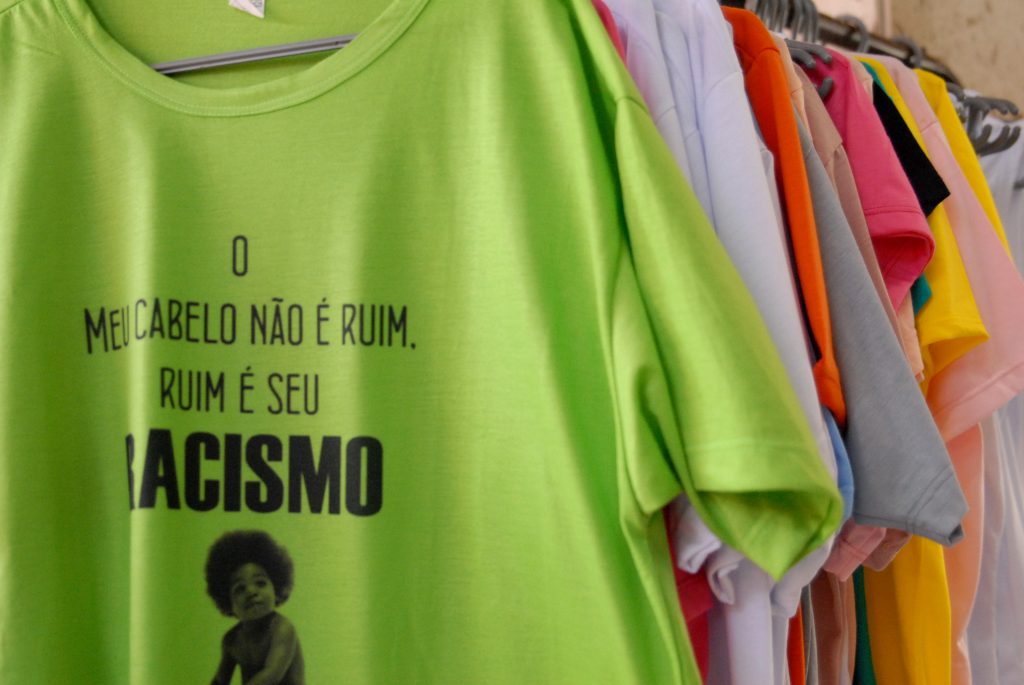 O
MEU CABELO NÃO É RUIM.
RUIM É SEU
RACISMO